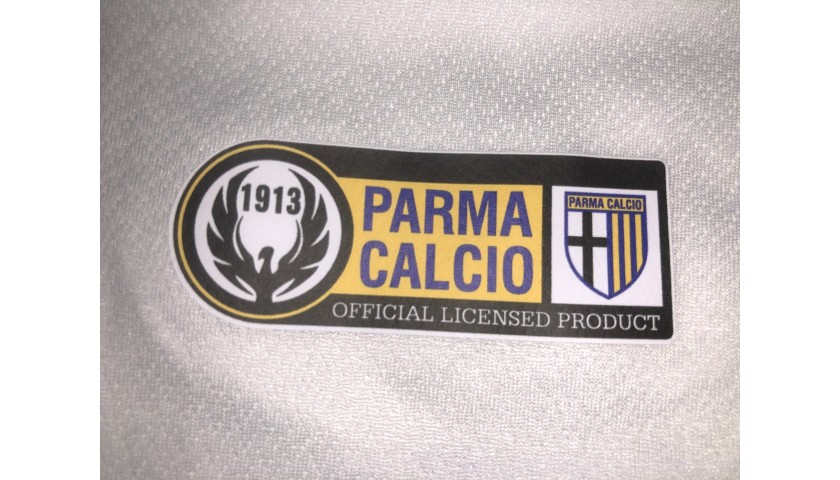 1913
PARMA
CALCIO
PARMA CALCIO
OFFICIAL LICENSED PRODUCT